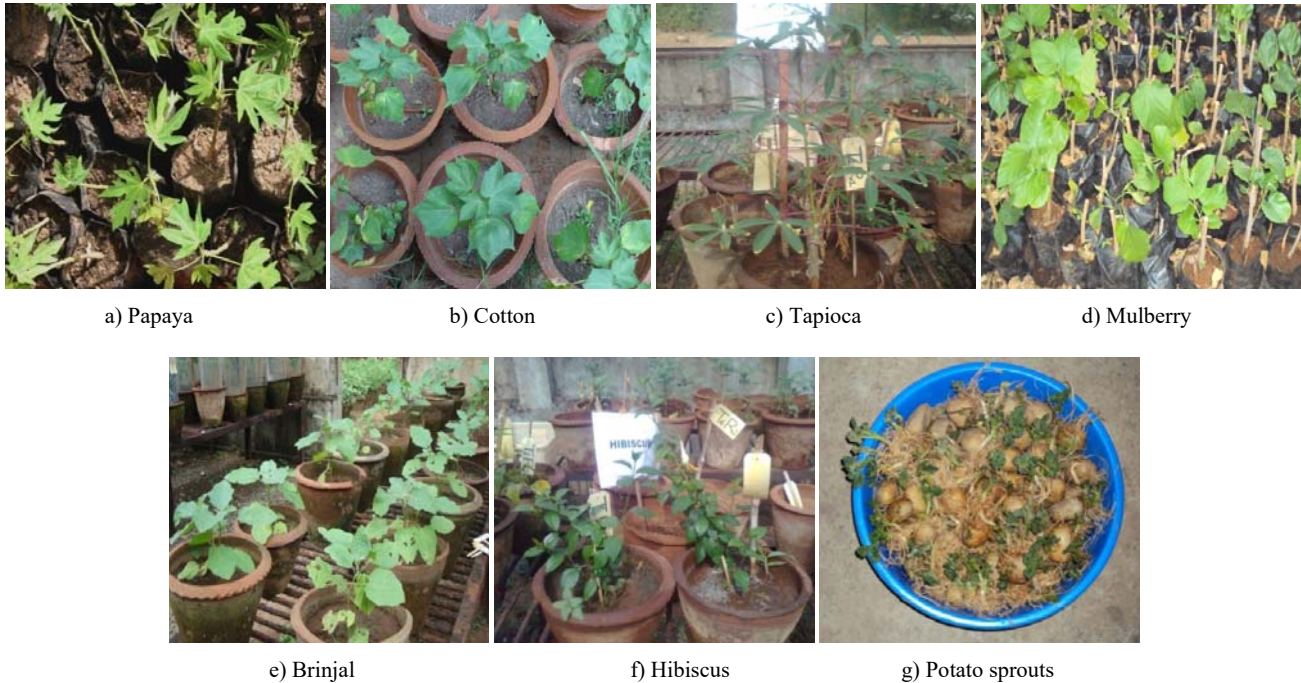 a) Papaya
b) Cotton
c) Tapioca
d) Mulberry
HIBISCUS
e) Brinjal
f) Hibiscus
g) Potato sprouts